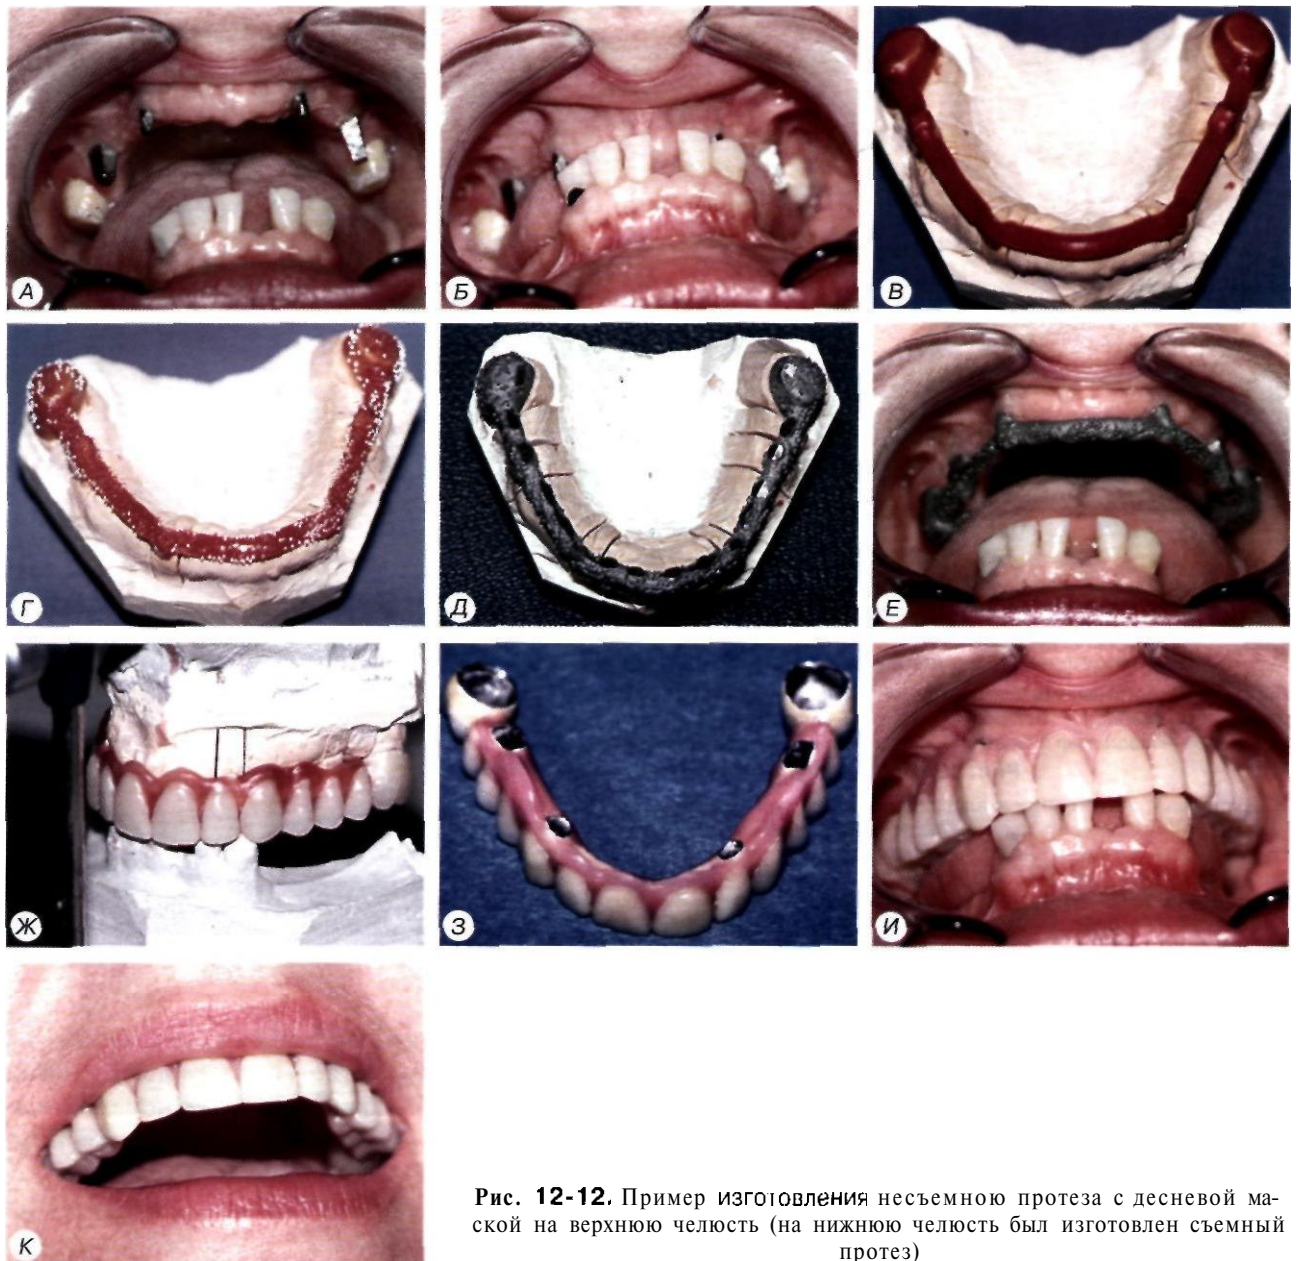 А
Б
В
Г
Д
Е
Ж
З
И
К
Рис. 12-12. Пример изготовления несъемною протеза с десневой ма-
ской на верхнюю челюсть (на нижнюю челюсть был изготовлен съемный
протез)